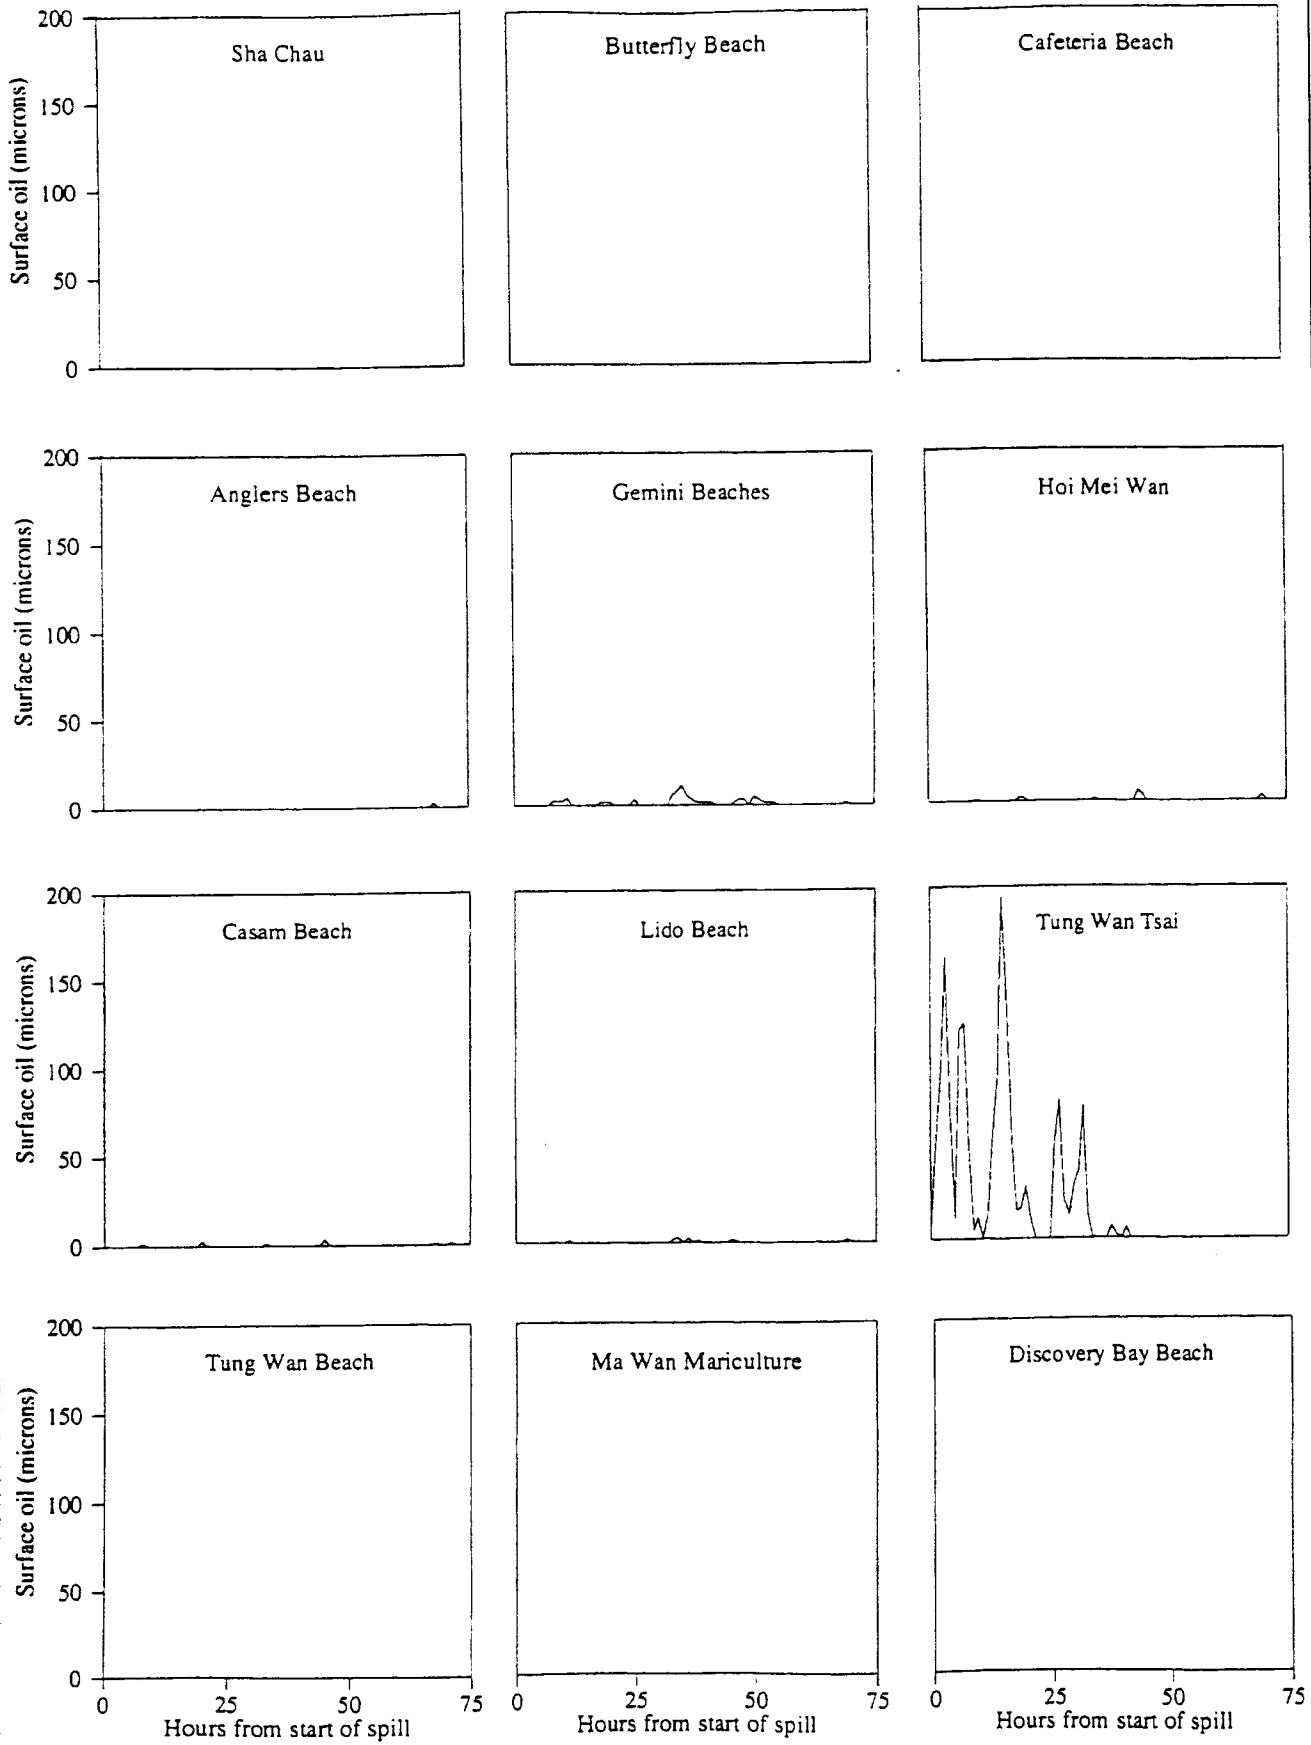 Sha Chau
Butterfly Beach
Cafeteria Beach
Surface oil (microns)
200
150
100
50
0
Anglers Beach
Gemini Beaches
Hoi Mei Wan
Surface oil (microns)
200
150
100
50
0
Casam Beach
Lido Beach
Tung Wan Tsai
Surface oil (microns)
200
150
100
50
0
Tung Wan Beach
Ma Wan Mariculture
Discovery Bay Beach
Surface oil (microns)
200
150
100
50
0
0 25 50 75
0 25 50 75
0 25 50 75
Hours from start of spill
Hours from start of spill
Hours from start of spill